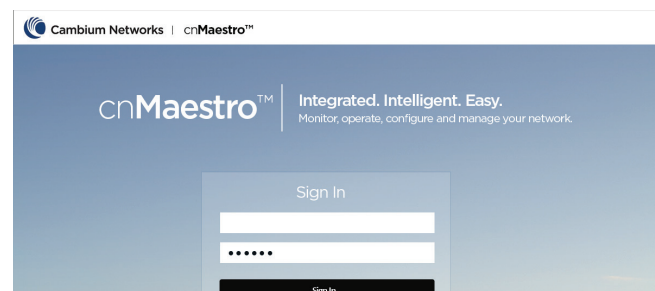 Cambium Networks | cnMaestro™
cnMaestro™
Integrated. Intelligent. Easy.
Monitor, operate, configure and manage your network.
Sign In
••••••
Sign In